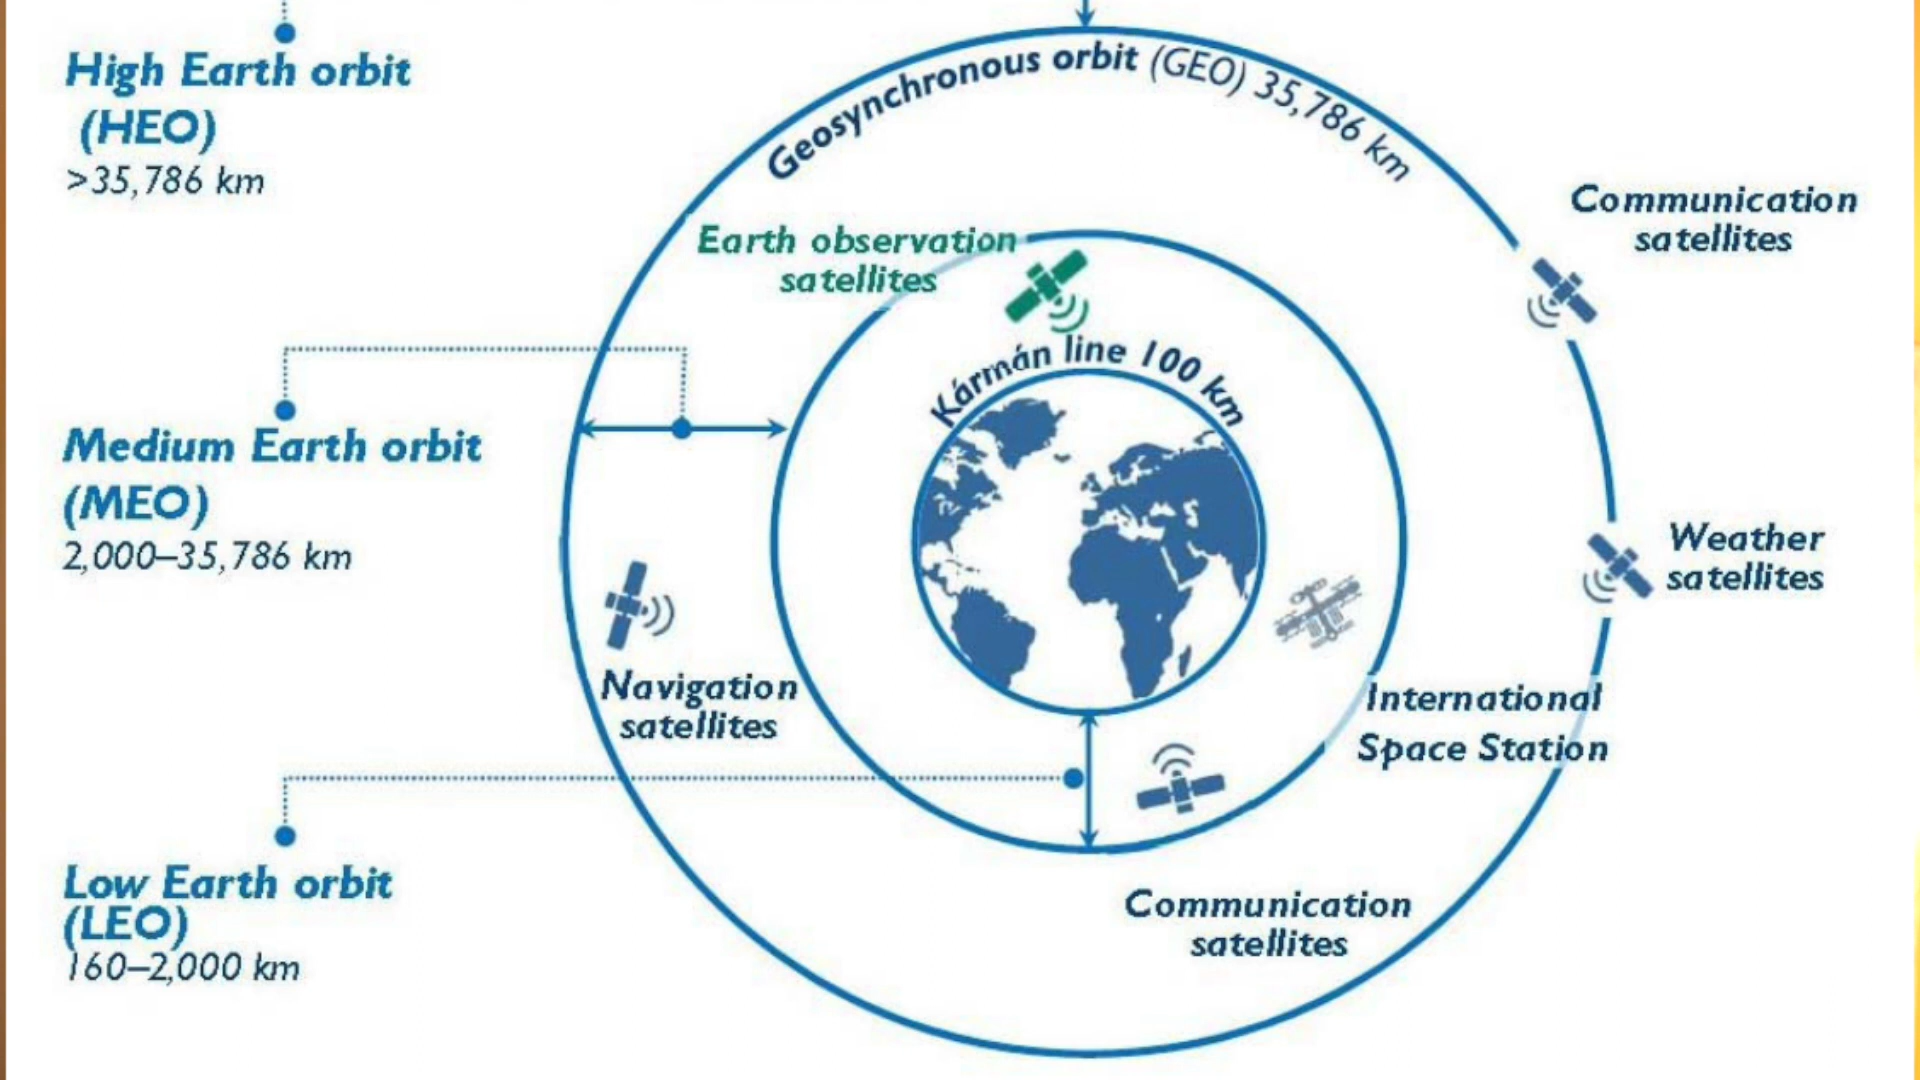 High Earth orbit
(HEO)
>35,786 km
Geosynchronous orbit (GEO) 35,786 km
Communication
satellites
Earth observation
satellites
Kármán line 100 km
Medium Earth orbit
(MEO)
2,000–35,786 km
Weather
satellites
Navigation
satellites
International
Space Station
Low Earth orbit
(LEO)
160–2,000 km
Communication
satellites